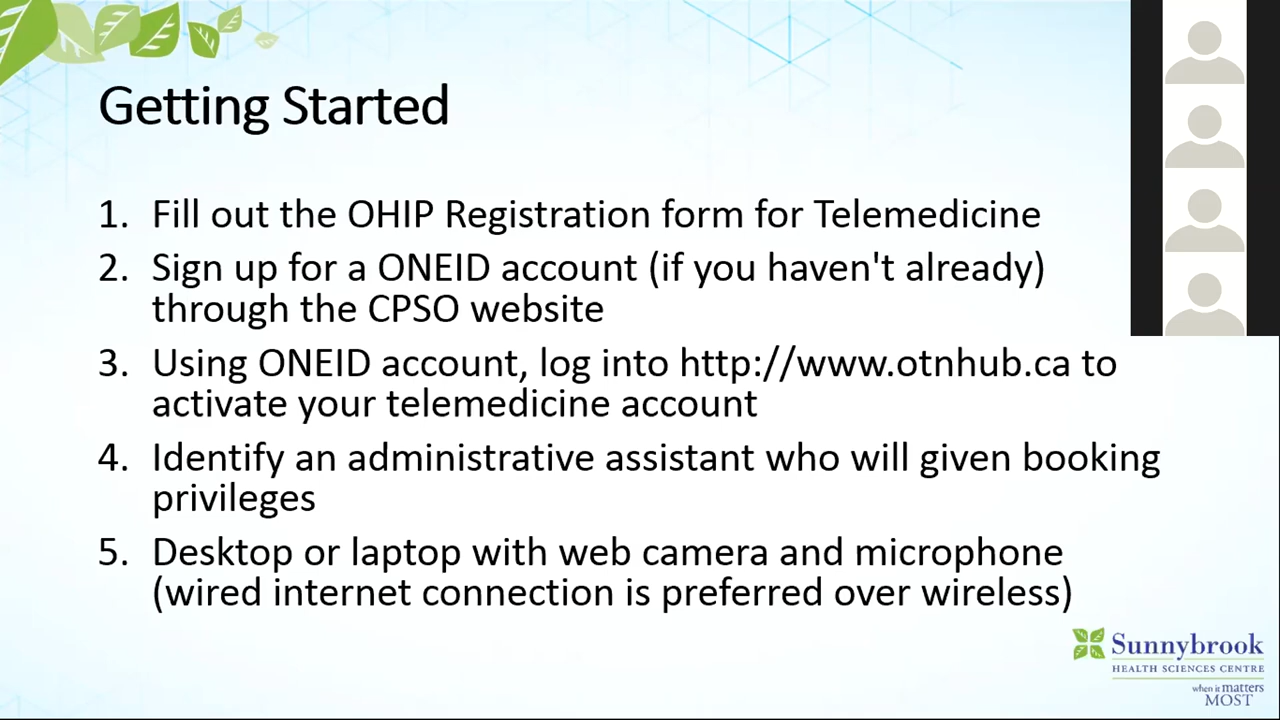 Getting Started
1. Fill out the OHIP Registration form for Telemedicine
2. Sign up for a ONEID account (if you haven't already)
through the CPSO website
3. Using ONEID account, log into http://www.otnhub.ca to
activate your telemedicine account
4. Identify an administrative assistant who will given booking
privileges
5. Desktop or laptop with web camera and microphone
(wired internet connection is preferred over wireless)
Sunnybrook
HEALTH SCIENCES CENTRE
when it matters
MOST